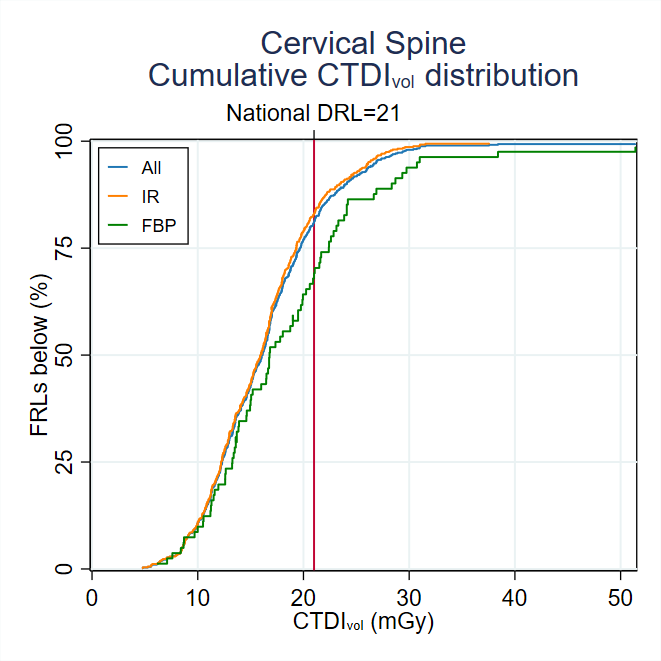 Cervical Spine
Cumulative CTDIvol distribution
National DRL=21
All
IR
FBP
FRLs below (%)
100
75
50
25
0
0 10 20 30 40 50
CTDIvol (mGy)